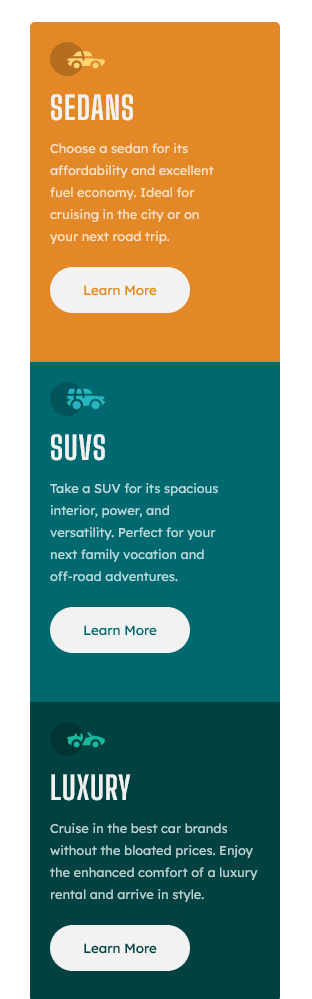 SEDANS
Choose a sedan for its
affordability and excellent
fuel economy. Ideal for
cruising in the city or on
your next road trip.
Learn More
SUVS
Take a SUV for its spacious
interior, power, and
versatility. Perfect for your
next family vocation and
off-road adventures.
Learn More
LUXURY
Cruise in the best car brands
without the bloated prices. Enjoy
the enhanced comfort of a luxury
rental and arrive in style.
Learn More